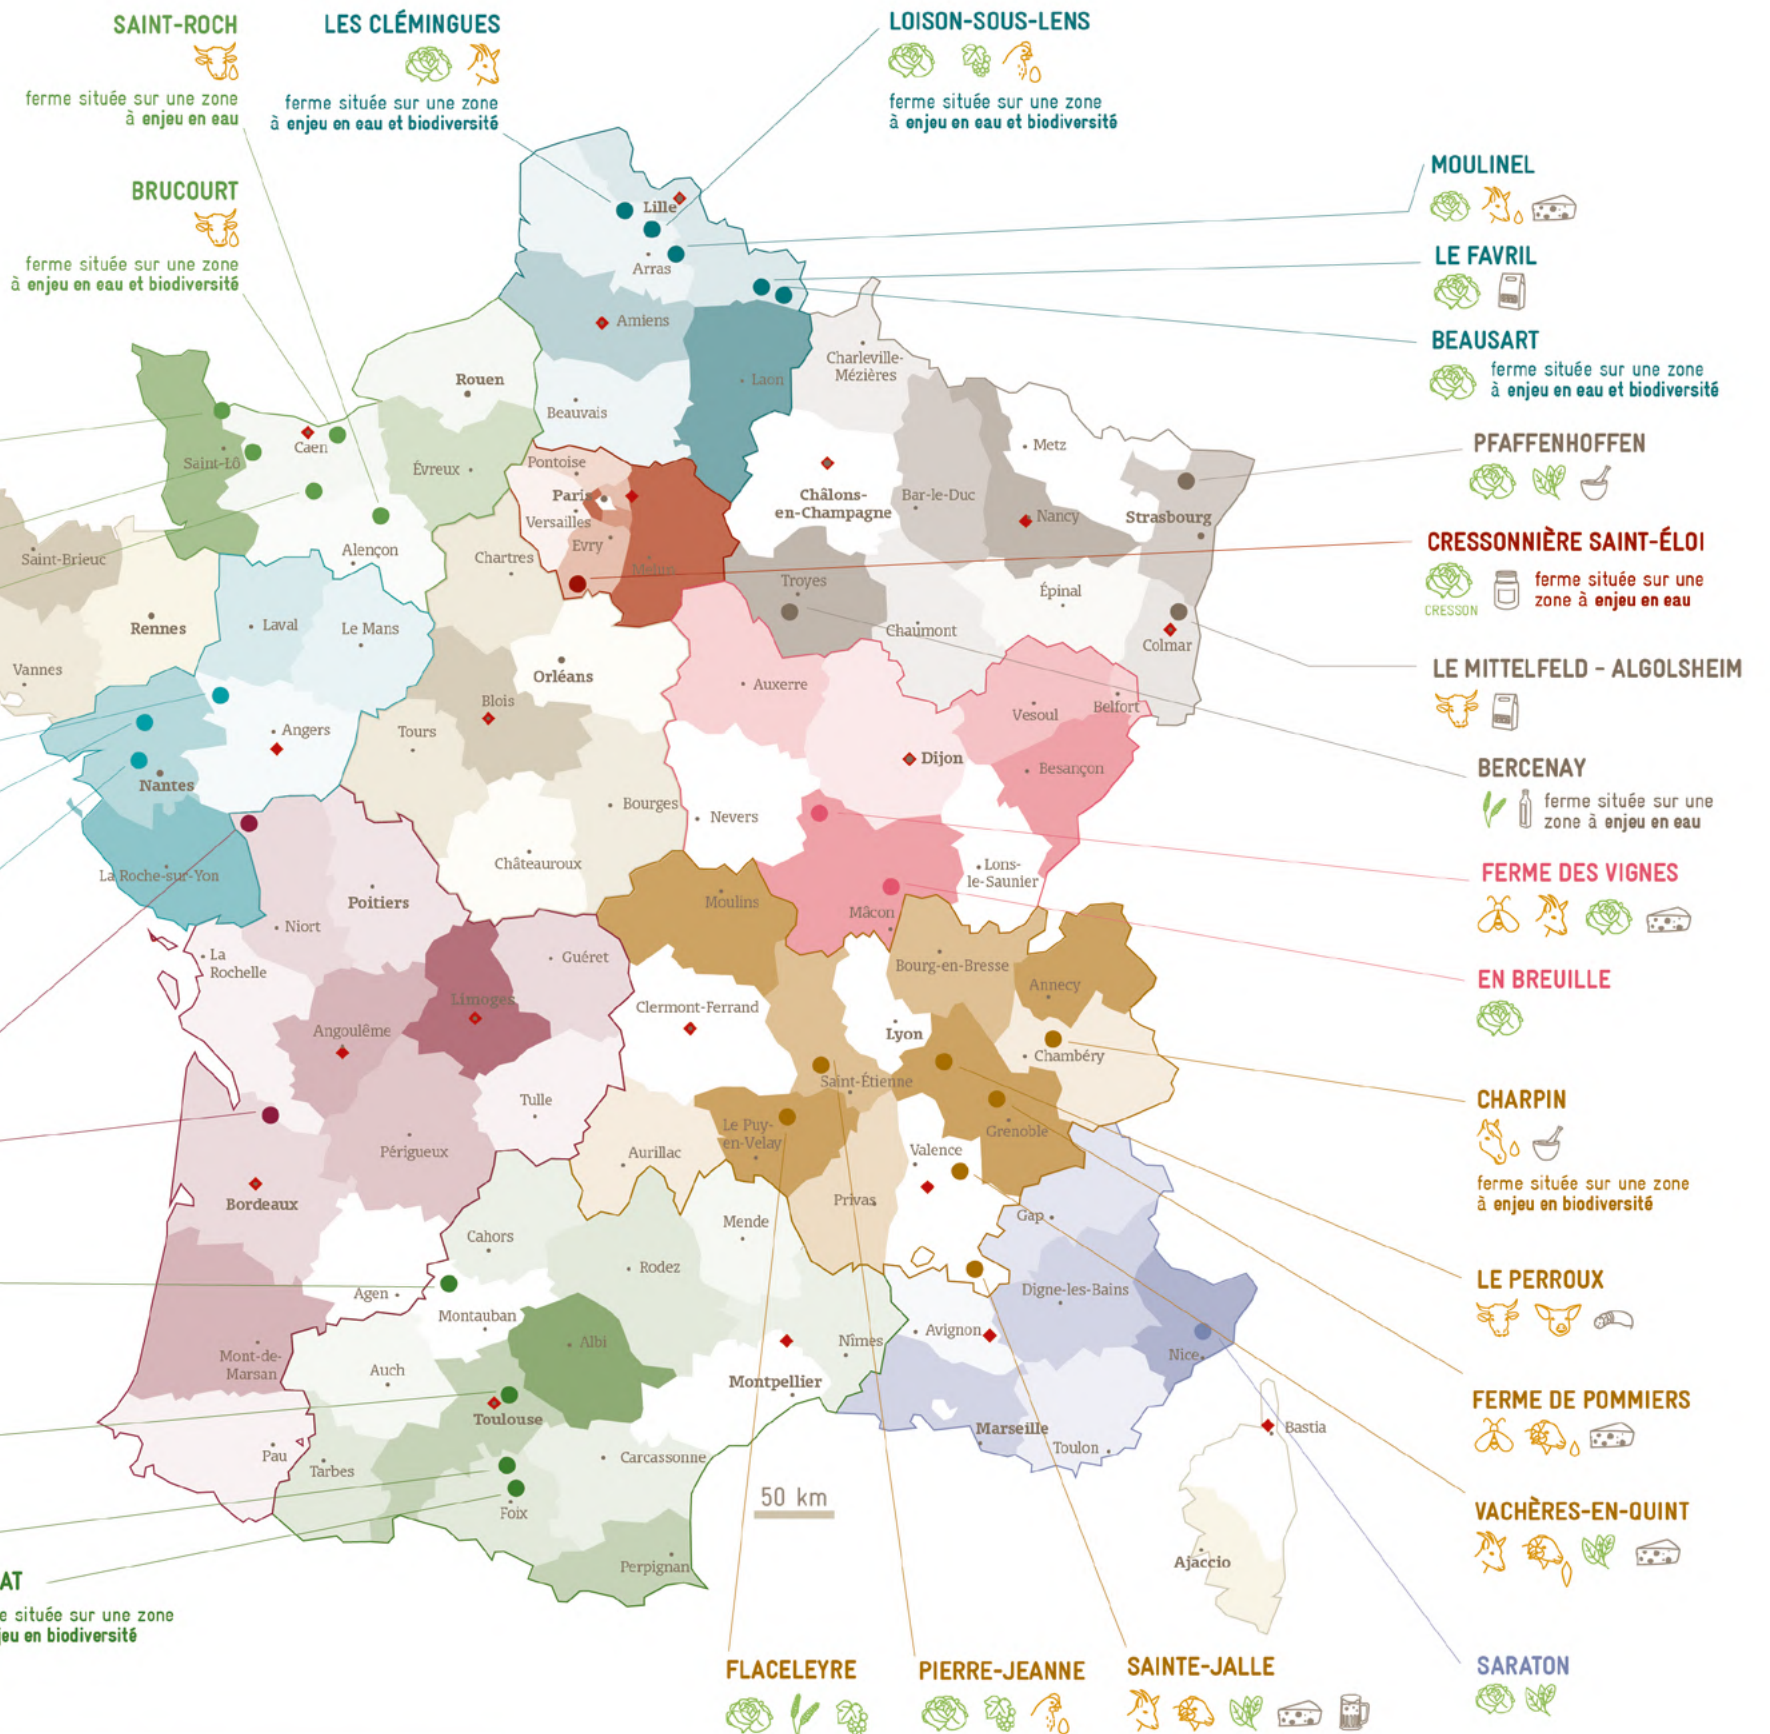 SAINT-ROCH
ferme située sur une zone
à enjeu en eau
LES CLÉMINGUES
ferme située sur une zone
à enjeu en eau et biodiversité
LOISON-SOUS-LENS
ferme située sur une zone
à enjeu en eau et biodiversité
BRUCOURT
ferme située sur une zone
à enjeu en eau et biodiversité
MOULINEL
LE FAVRIL
BEAUSART
ferme située sur une zone
à enjeu en eau et biodiversité
PFAFFENHOFFEN
CRESSONNIÈRE SAINT-ÉLOI
CRESSON
ferme située sur une
zone à enjeu en eau
LE MITTELFELD - ALGOLSHEIM
BERCENAY
ferme située sur une
zone à enjeu en eau
FERME DES VIGNES
EN BREUILLE
CHARPIN
ferme située sur une zone
à enjeu en biodiversité
LE PERROUX
FERME DE POMMIERS
VACHÈRES-EN-QUINT
SARATON
Lille
Arras
Amiens
Laon
Charleville-
Mézières
Rouen
Beauvais
Saint-Lô
Caen
Évreux
Pontoise
Paris
Versailles
Evry
Melun
Châlons-
en-Champagne
Bar-le-Duc
Metz
Nancy
Strasbourg
Saint-Brieuc
Alençon
Chartres
Troyes
Épinal
Chaumont
Colmar
Rennes
Laval
Le Mans
Vannes
Orléans
Auxerre
Blois
Vesoul
Belfort
Angers
Tours
Dijon
Besançon
Nantes
Bourges
Nevers
Châteauroux
Lons-
le-Saunier
La Roche-sur-Yon
Poitiers
Moulins
Mâcon
Niort
La
Rochelle
Guéret
Bourg-en-Bresse
Annecy
Limoges
Clermont-Ferrand
Lyon
Angoulême
Chambéry
Saint-Étienne
Tulle
Le Puy-
en-Velay
Grenoble
Périgueux
Aurillac
Valence
Bordeaux
Privas
Mende
Gap
Cahors
Rodez
Agen
Digne-les-Bains
Montauban
Albi
Nîmes
Avignon
Mont-de-
Marsan
Auch
Nice
Montpellier
Toulouse
Marseille
Bastia
Pau
Tarbes
Carcassonne
Toulon
50 km
Foix
Perpignan
Ajaccio
AT
e située sur une zone
jeu en biodiversité
FLACELEYRE
PIERRE-JEANNE
SAINTE-JALLE